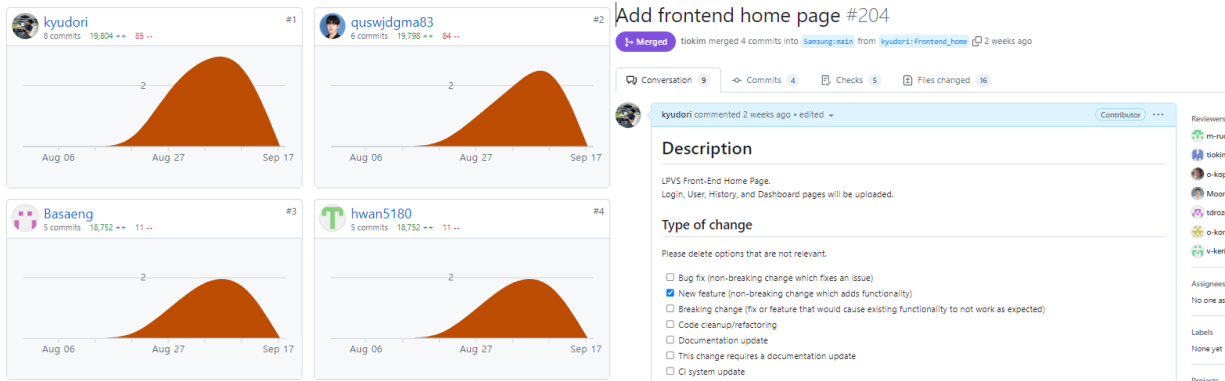 kyudori #1
8 commits 19,804 ++ 85 --
2
Aug 06 Aug 27 Sep 17
quswjdgma83 #2
6 commits 19,798 ++ 84 --
2
Aug 06 Aug 27 Sep 17
Basaeng #3
5 commits 18,752 ++ 11 --
2
Aug 06 Aug 27 Sep 17
hwan5180 #4
5 commits 18,752 ++ 11 --
2
Aug 06 Aug 27 Sep 17
Add frontend home page #204
Merged tiokim merged 4 commits into Samsung:main from kyudori:frontend_home 2 weeks ago
Conversation 9 Commits 4 Checks 5 Files changed 16
kyudori commented 2 weeks ago • edited Contributor ...
Description
LPVS Front-End Home Page.
Login, User, History, and Dashboard pages will be uploaded.
Type of change
Please delete options that are not relevant.
Bug fix (non-breaking change which fixes an issue)
New feature (non-breaking change which adds functionality)
Breaking change (fix or feature that would cause existing functionality to not work as expected)
Code cleanup/refactoring
Documentation update
This change requires a documentation update
CI system update
Reviewers
m-ru
tiokin
o-kop
Moor
tdroz
o-kor
v-keri
Assignees
No one as
Labels
None yet